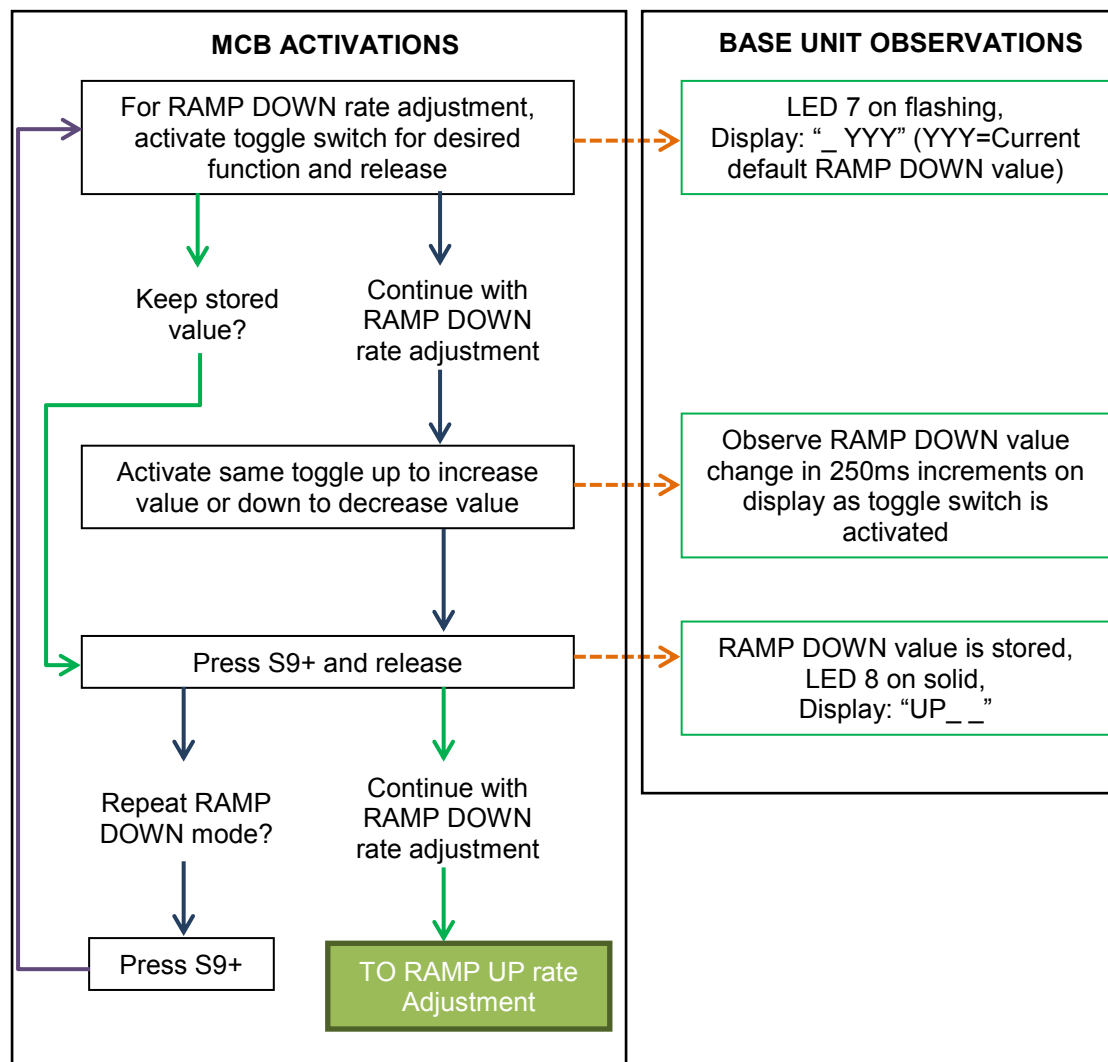 MCB ACTIVATIONS
For RAMP DOWN rate adjustment,
activate toggle switch for desired
function and release
Keep stored
value?
Continue with
RAMP DOWN
rate adjustment
Activate same toggle up to increase
value or down to decrease value
Press S9+ and release
Repeat RAMP
DOWN mode?
Continue with
RAMP DOWN
rate adjustment
Press S9+
TO RAMP UP rate
Adjustment
BASE UNIT OBSERVATIONS
LED 7 on flashing,
Display: “_ YYY” (YYY=Current
default RAMP DOWN value)
Observe RAMP DOWN value
change in 250ms increments on
display as toggle switch is
activated
RAMP DOWN value is stored,
LED 8 on solid,
Display: “UP_ _”